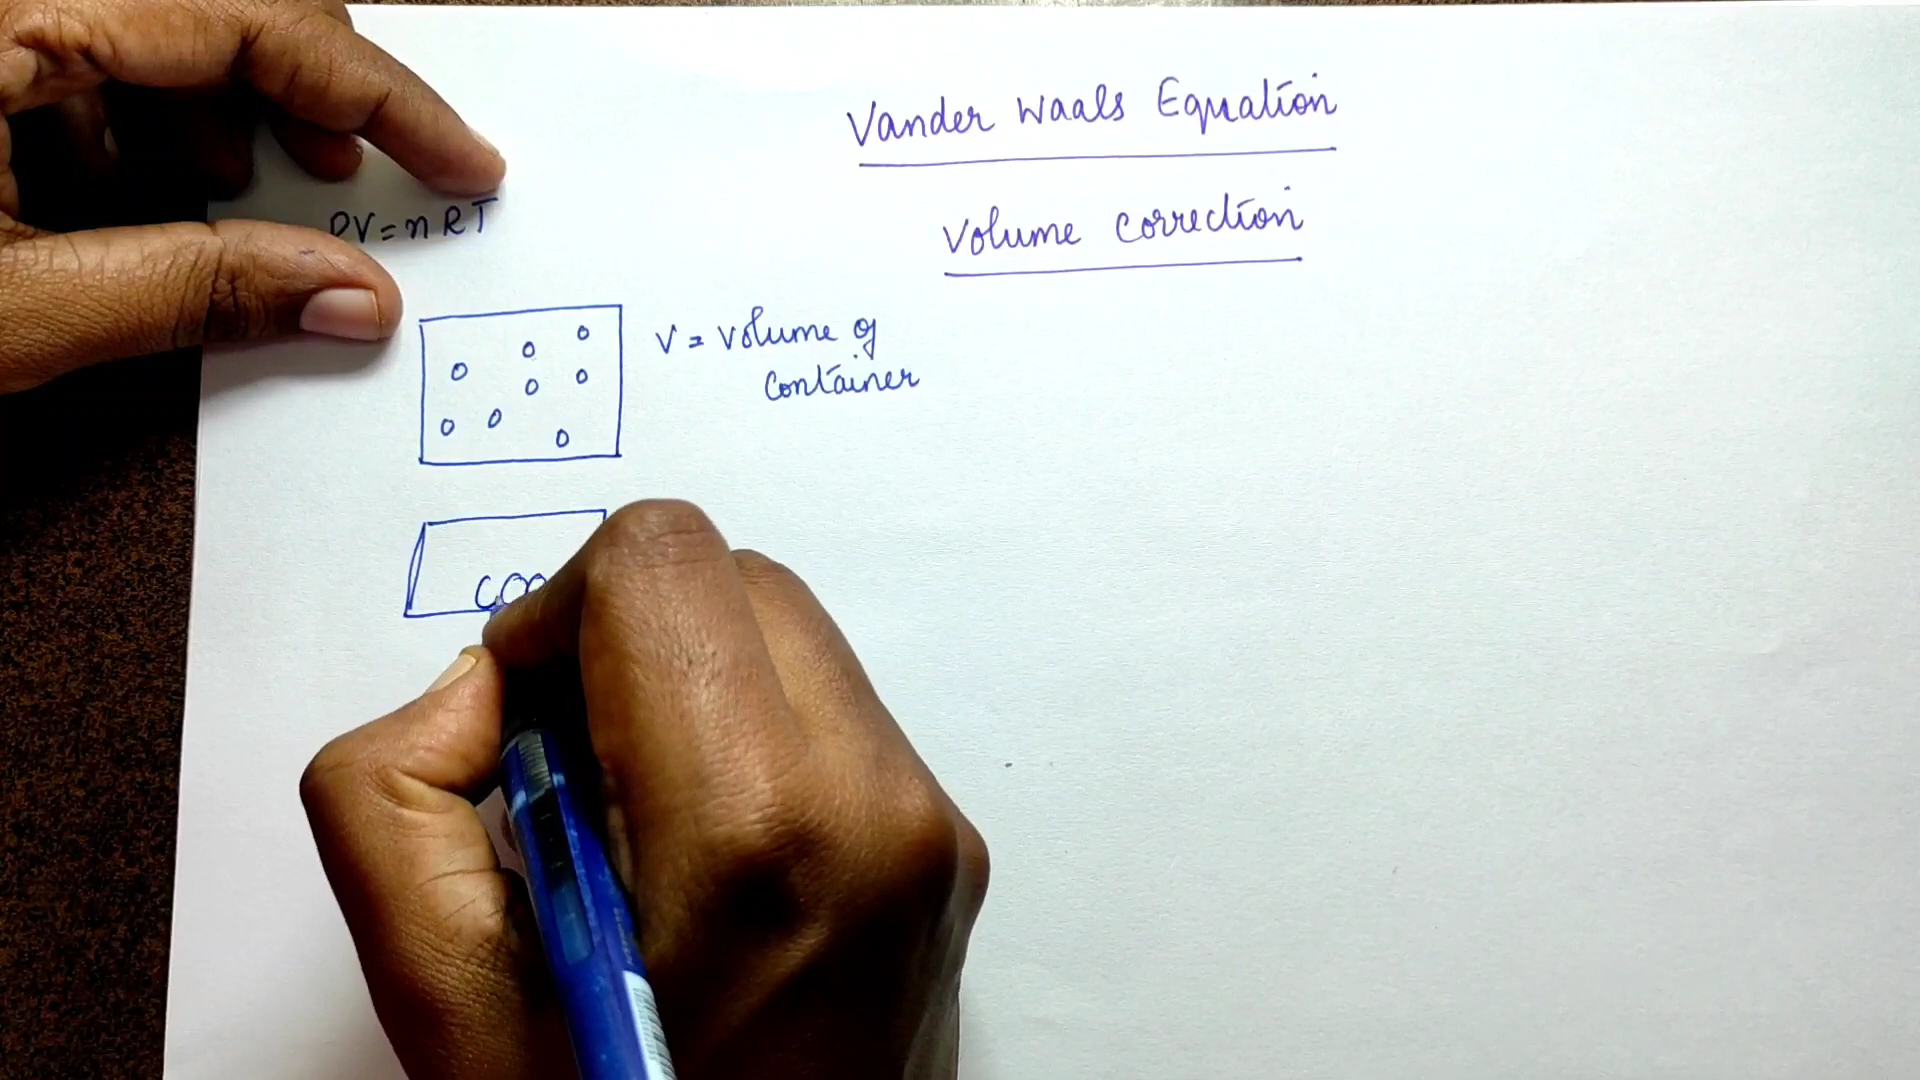 Vander Waals Equation
Volume Correction
PV = nRT
V = Volume of
Container